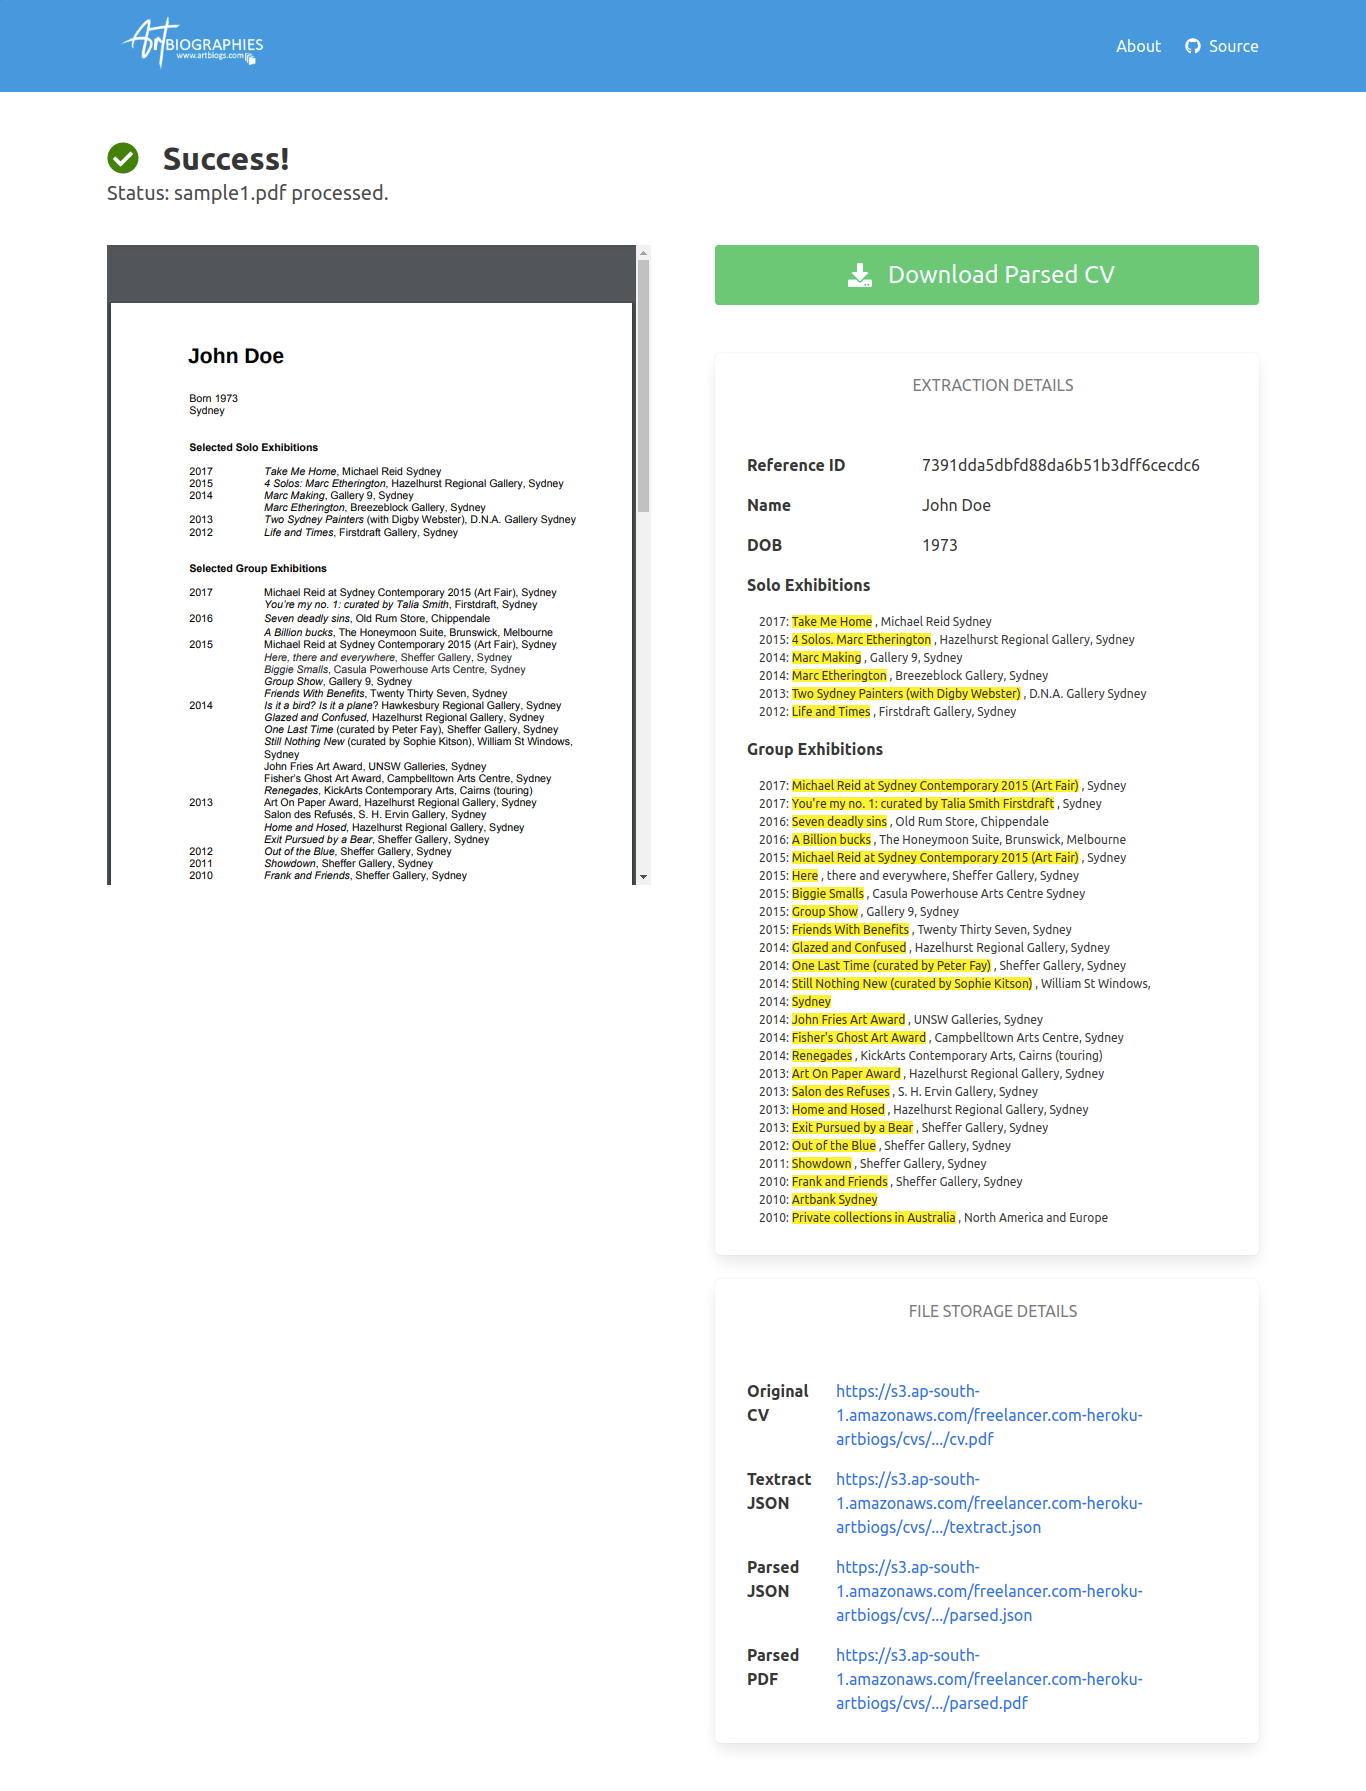 Art BIOGRAPHIES
www.artbiogs.com
About Source
Success!
Status: sample1.pdf processed.
John Doe
Born 1973
Sydney
Selected Solo Exhibitions
2017 Take Me Home, Michael Reid Sydney
2015 4 Solos: Marc Etherington, Hazelhurst Regional Gallery, Sydney
2014 Marc Making, Gallery 9, Sydney
Marc Etherington, Breezeblock Gallery, Sydney
2013 Two Sydney Painters (with Digby Webster), D.N.A. Gallery Sydney
2012 Life and Times, Firstdraft Gallery, Sydney
Selected Group Exhibitions
2017 Michael Reid at Sydney Contemporary 2015 (Art Fair), Sydney
You're my no. 1: curated by Talia Smith, Firstdraft, Sydney
2016 Seven deadly sins, Old Rum Store, Chippendale
A Billion bucks, The Honeymoon Suite, Brunswick, Melbourne
2015 Michael Reid at Sydney Contemporary 2015 (Art Fair), Sydney
Here, there and everywhere, Sheffer Gallery, Sydney
Biggie Smalls, Casula Powerhouse Arts Centre, Sydney
Group Show, Gallery 9, Sydney
Friends With Benefits, Twenty Thirty Seven, Sydney
2014 Is it a bird? Is it a plane? Hawkesbury Regional Gallery, Sydney
Glazed and Confused, Hazelhurst Regional Gallery, Sydney
One Last Time (curated by Peter Fay), Sheffer Gallery, Sydney
Still Nothing New (curated by Sophie Kitson), William St Windows,
Sydney
John Fries Art Award, UNSW Galleries, Sydney
Fisher's Ghost Art Award, Campbelltown Arts Centre, Sydney
Renegades, KickArts Contemporary Arts, Cairns (touring)
2013 Art On Paper Award, Hazelhurst Regional Gallery, Sydney
Salon des Refusés, S. H. Ervin Gallery, Sydney
Home and Hosed, Hazelhurst Regional Gallery, Sydney
Exit Pursued by a Bear, Sheffer Gallery, Sydney
2012 Out of the Blue, Sheffer Gallery, Sydney
2011 Showdown, Sheffer Gallery, Sydney
2010 Frank and Friends, Sheffer Gallery, Sydney
Download Parsed CV
EXTRACTION DETAILS
Reference ID 7391dda5dbfd88da6b51b3dff6cecdc6
Name John Doe
DOB 1973
Solo Exhibitions
2017: Take Me Home , Michael Reid Sydney
2015: 4 Solos. Marc Etherington , Hazelhurst Regional Gallery, Sydney
2014: Marc Making , Gallery 9, Sydney
2014: Marc Etherington , Breezeblock Gallery, Sydney
2013: Two Sydney Painters (with Digby Webster) , D.N.A. Gallery Sydney
2012: Life and Times , Firstdraft Gallery, Sydney
Group Exhibitions
2017: Michael Reid at Sydney Contemporary 2015 (Art Fair) , Sydney
2017: You're my no. 1: curated by Talia Smith Firstdraft , Sydney
2016: Seven deadly sins , Old Rum Store, Chippendale
2016: A Billion bucks , The Honeymoon Suite, Brunswick, Melbourne
2015: Michael Reid at Sydney Contemporary 2015 (Art Fair) , Sydney
2015: Here , there and everywhere, Sheffer Gallery, Sydney
2015: Biggie Smalls , Casula Powerhouse Arts Centre Sydney
2015: Group Show , Gallery 9, Sydney
2015: Friends With Benefits , Twenty Thirty Seven, Sydney
2014: Glazed and Confused , Hazelhurst Regional Gallery, Sydney
2014: One Last Time (curated by Peter Fay) , Sheffer Gallery, Sydney
2014: Still Nothing New (curated by Sophie Kitson) , William St Windows,
2014: Sydney
2014: John Fries Art Award , UNSW Galleries, Sydney
2014: Fisher's Ghost Art Award , Campbelltown Arts Centre, Sydney
2014: Renegades , KickArts Contemporary Arts, Cairns (touring)
2013: Art On Paper Award , Hazelhurst Regional Gallery, Sydney
2013: Salon des Refuses , S. H. Ervin Gallery, Sydney
2013: Home and Hosed , Hazelhurst Regional Gallery, Sydney
2013: Exit Pursued by a Bear , Sheffer Gallery, Sydney
2012: Out of the Blue , Sheffer Gallery, Sydney
2011: Showdown , Sheffer Gallery, Sydney
2010: Frank and Friends , Sheffer Gallery, Sydney
2010: Artbank Sydney
2010: Private collections in Australia , North America and Europe
FILE STORAGE DETAILS
Original https://s3.ap-south-
CV 1.amazonaws.com/freelancer.com-heroku-
artbiogs/cvs/.../cv.pdf
Textract https://s3.ap-south-
JSON 1.amazonaws.com/freelancer.com-heroku-
artbiogs/cvs/.../textract.json
Parsed https://s3.ap-south-
JSON 1.amazonaws.com/freelancer.com-heroku-
artbiogs/cvs/.../parsed.json
Parsed https://s3.ap-south-
PDF 1.amazonaws.com/freelancer.com-heroku-
artbiogs/cvs/.../parsed.pdf